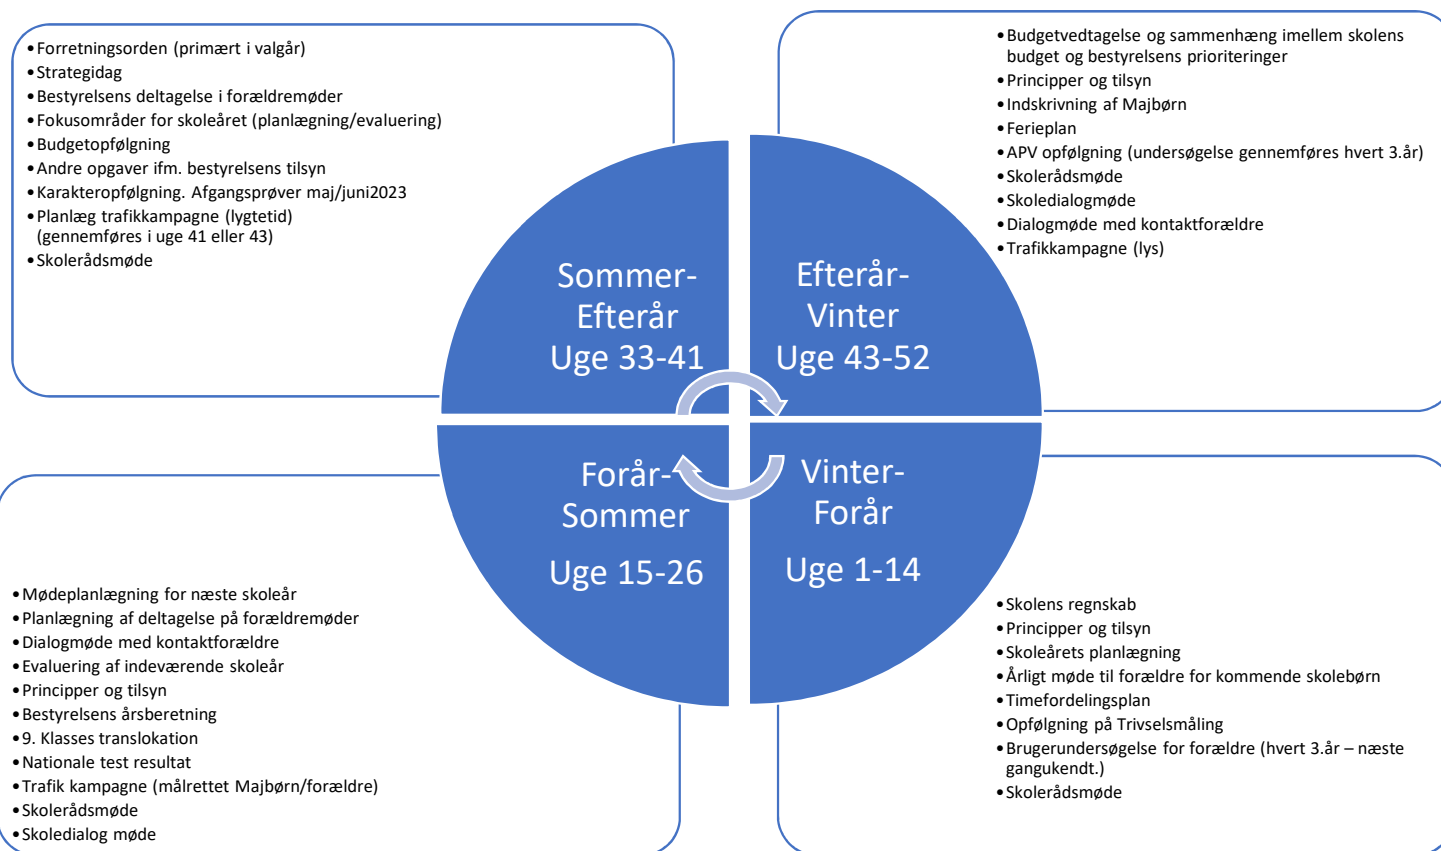 •Forretningsorden (primært i valgår)
•Strategidag
•Bestyrelsens deltagelse i forældremøder
•Fokusområder for skoleåret (planlægning/evaluering)
•Budgetopfølgning
•Andre opgaver ifm. bestyrelsens tilsyn
•Karakteropfølgning. Afgangsprøver maj/juni2023
•Planlæg trafikkampagne (lygtetid)
(gennemføres i uge 41 eller 43)
•Skolerådsmøde
•Budgetvedtagelse og sammenhæng imellem skolens
budget og bestyrelsens prioriteringer
•Principper og tilsyn
•Indskrivning af Majbørn
•Ferieplan
•APV opfølgning (undersøgelse gennemføres hvert 3.år)
•Skolerådsmøde
•Skoledialogmøde
•Dialogmøde med kontaktforældre
•Trafikkampagne (lys)
Sommer-
Efterår
Uge 33-41
Efterår-
Vinter
Uge 43-52
Forår-
Sommer
Uge 15-26
Vinter-
Forår
Uge 1-14
•Mødeplanlægning for næste skoleår
•Planlægning af deltagelse på forældremøder
•Dialogmøde med kontaktforældre
•Evaluering af indeværende skoleår
•Principper og tilsyn
•Bestyrelsens årsberetning
•9. Klasses translokation
•Nationale test resultat
•Trafik kampagne (målrettet Majbørn/forældre)
•Skolerådsmøde
•Skoledialog møde
•Skolens regnskab
•Principper og tilsyn
•Skoleårets planlægning
•Årligt møde til forældre for kommende skolebørn
•Timefordelingsplan
•Opfølgning på Trivselsmåling
•Brugerundersøgelse for forældre (hvert 3.år – næste
gangukendt.)
•Skolerådsmøde